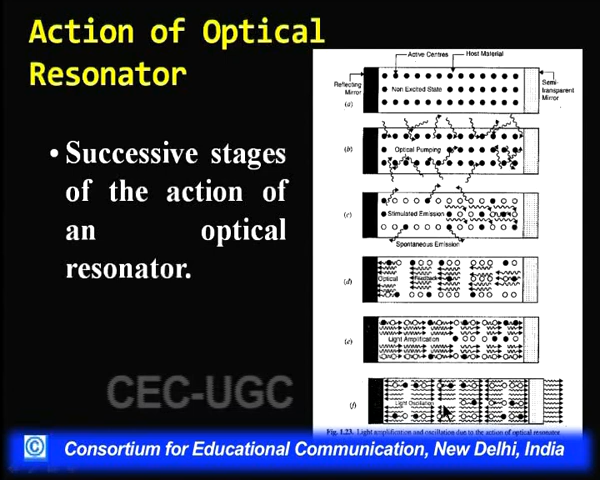 Action of Optical
Resonator
• Successive stages
of the action of
an optical
resonator.
Active Centres
Host Material
Reflecting
Mirror
Semi-
transparent
Mirror
Non Excited State
(a)
(b)
Optical Pumping
(c)
Stimulated Emission
Spontaneous Emission
(d)
Optical Feedback
(e)
Light Amplification
(f)
Light Oscillation
Fig. 1.23. Light amplification and oscillation due to the action of optical resonator
CEC-UGC
© Consortium for Educational Communication, New Delhi, India